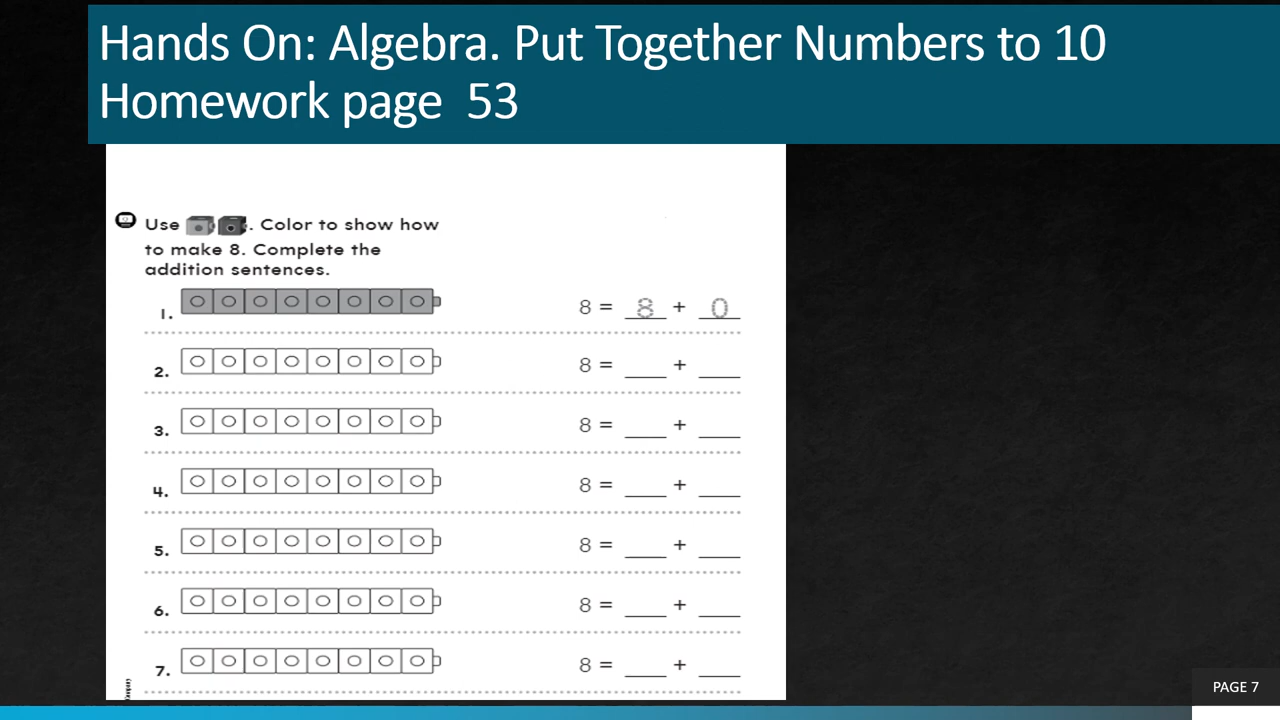 Hands On: Algebra. Put Together Numbers to 10
Homework page 53
Use . Color to show how
to make 8. Complete the
addition sentences.
1. 8 = 8 + 0
2. 8 = ___ + ___
3. 8 = ___ + ___
4. 8 = ___ + ___
5. 8 = ___ + ___
6. 8 = ___ + ___
7. 8 = ___ + ___
PAGE 7